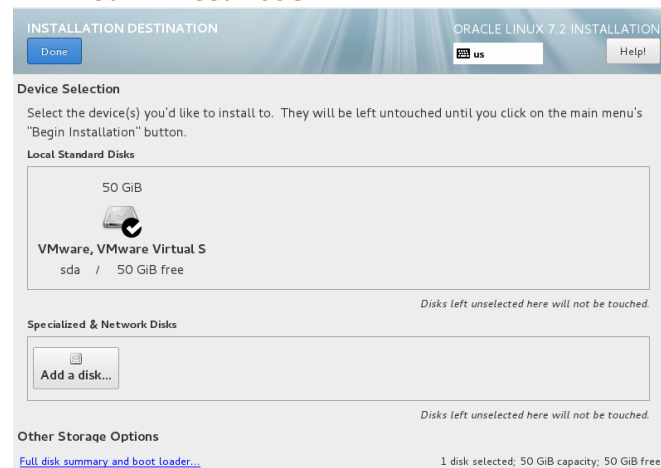 INSTALLATION DESTINATION
ORACLE LINUX 7.2 INSTALLATION
Done
us
Help!
Device Selection
Select the device(s) you'd like to install to. They will be left untouched until you click on the main menu's
"Begin Installation" button.
Local Standard Disks
50 GiB
VMware, VMware Virtual S
sda / 50 GiB free
Disks left unselected here will not be touched.
Specialized & Network Disks
Add a disk...
Disks left unselected here will not be touched.
Other Storage Options
Full disk summary and boot loader...
1 disk selected; 50 GiB capacity; 50 GiB free